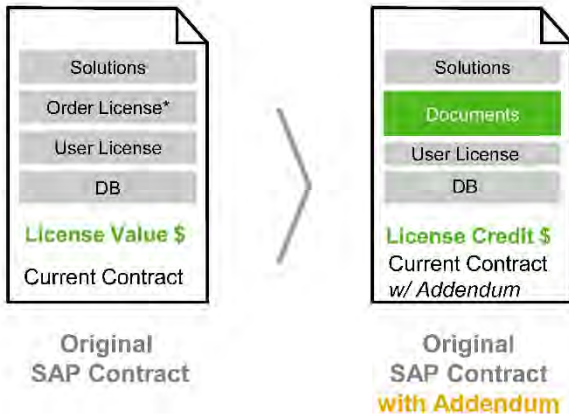 Solutions
Order License*
User License
DB
License Value $
Current Contract
Original
SAP Contract
Solutions
Documents
User License
DB
License Credit $
Current Contract
w/ Addendum
Original
SAP Contract
with Addendum